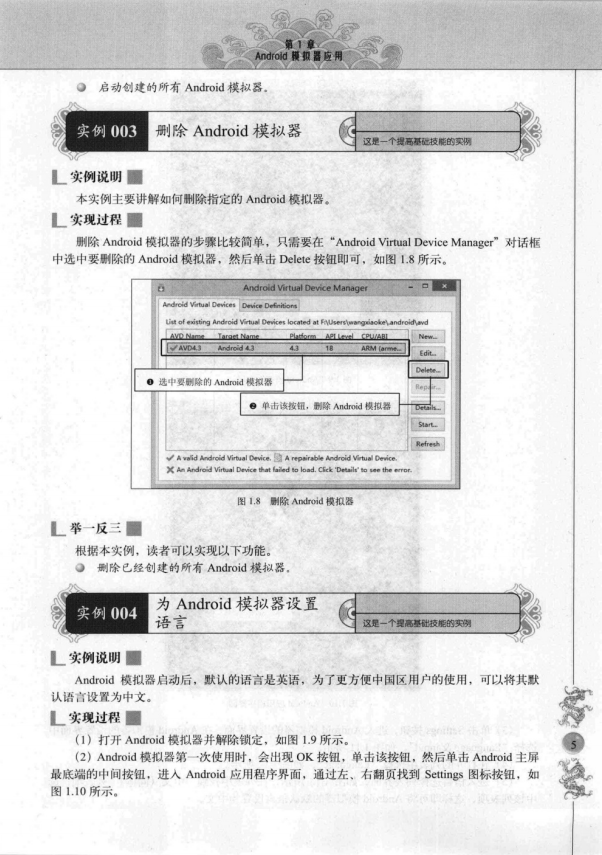 第 1 章
Android 模拟器应用
启动创建的所有 Android 模拟器。
实例 003
删除 Android 模拟器
这是一个提高基础技能的实例
实例说明
本实例主要讲解如何删除指定的 Android 模拟器。
实现过程
删除 Android 模拟器的步骤比较简单，只需要在“Android Virtual Device Manager”对话框
中选中要删除的 Android 模拟器，然后单击 Delete 按钮即可，如图 1.8 所示。
Android Virtual Device Manager
Android Virtual Devices Device Definitions
List of existing Android Virtual Devices located at F:\Users\wangxiaoke\.android\avd
AVD Name Target Name Platform API Level CPU/ABI
New...
AVD4.3 Android 4.3 4.3 18 ARM (arme...
Edit...
Delete...
❶ 选中要删除的 Android 模拟器
Repair...
❷ 单击该按钮，删除 Android 模拟器
Details...
Start...
Refresh
A valid Android Virtual Device. A repairable Android Virtual Device.
An Android Virtual Device that failed to load. Click 'Details' to see the error.
图 1.8 删除 Android 模拟器
举一反三
根据本实例，读者可以实现以下功能。
删除已经创建的所有 Android 模拟器。
实例 004
为 Android 模拟器设置
语言
这是一个提高基础技能的实例
实例说明
Android 模拟器启动后，默认的语言是英语，为了更方便中国区用户的使用，可以将其默
认语言设置为中文。
实现过程
（1）打开 Android 模拟器并解除锁定，如图 1.9 所示。
（2）Android 模拟器第一次使用时，会出现 OK 按钮，单击该按钮，然后单击 Android 主屏
最底端的中间按钮，进入 Android 应用程序界面，通过左、右翻页找到 Settings 图标按钮，如
图 1.10 所示。
5